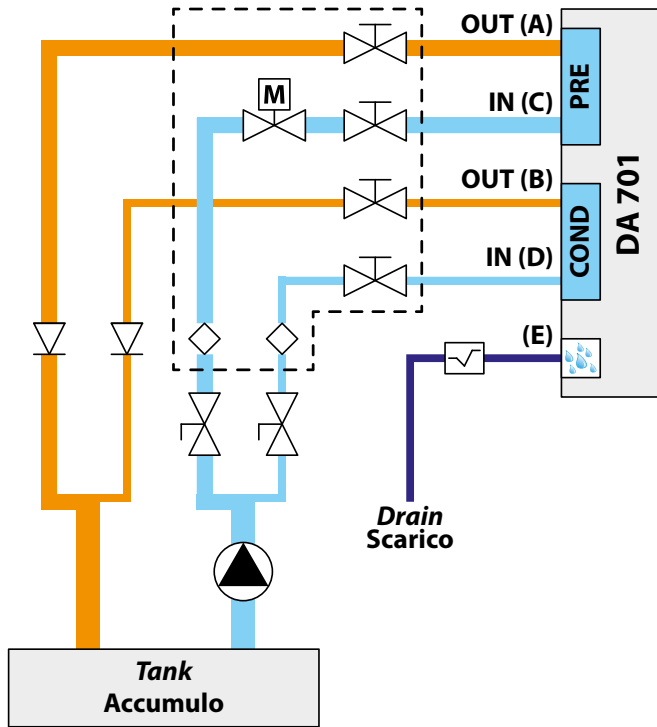 OUT (A)
PRE
M
IN (C)
DA 701
OUT (B)
COND
IN (D)
(E)
Drain
Scarico
Tank
Accumulo